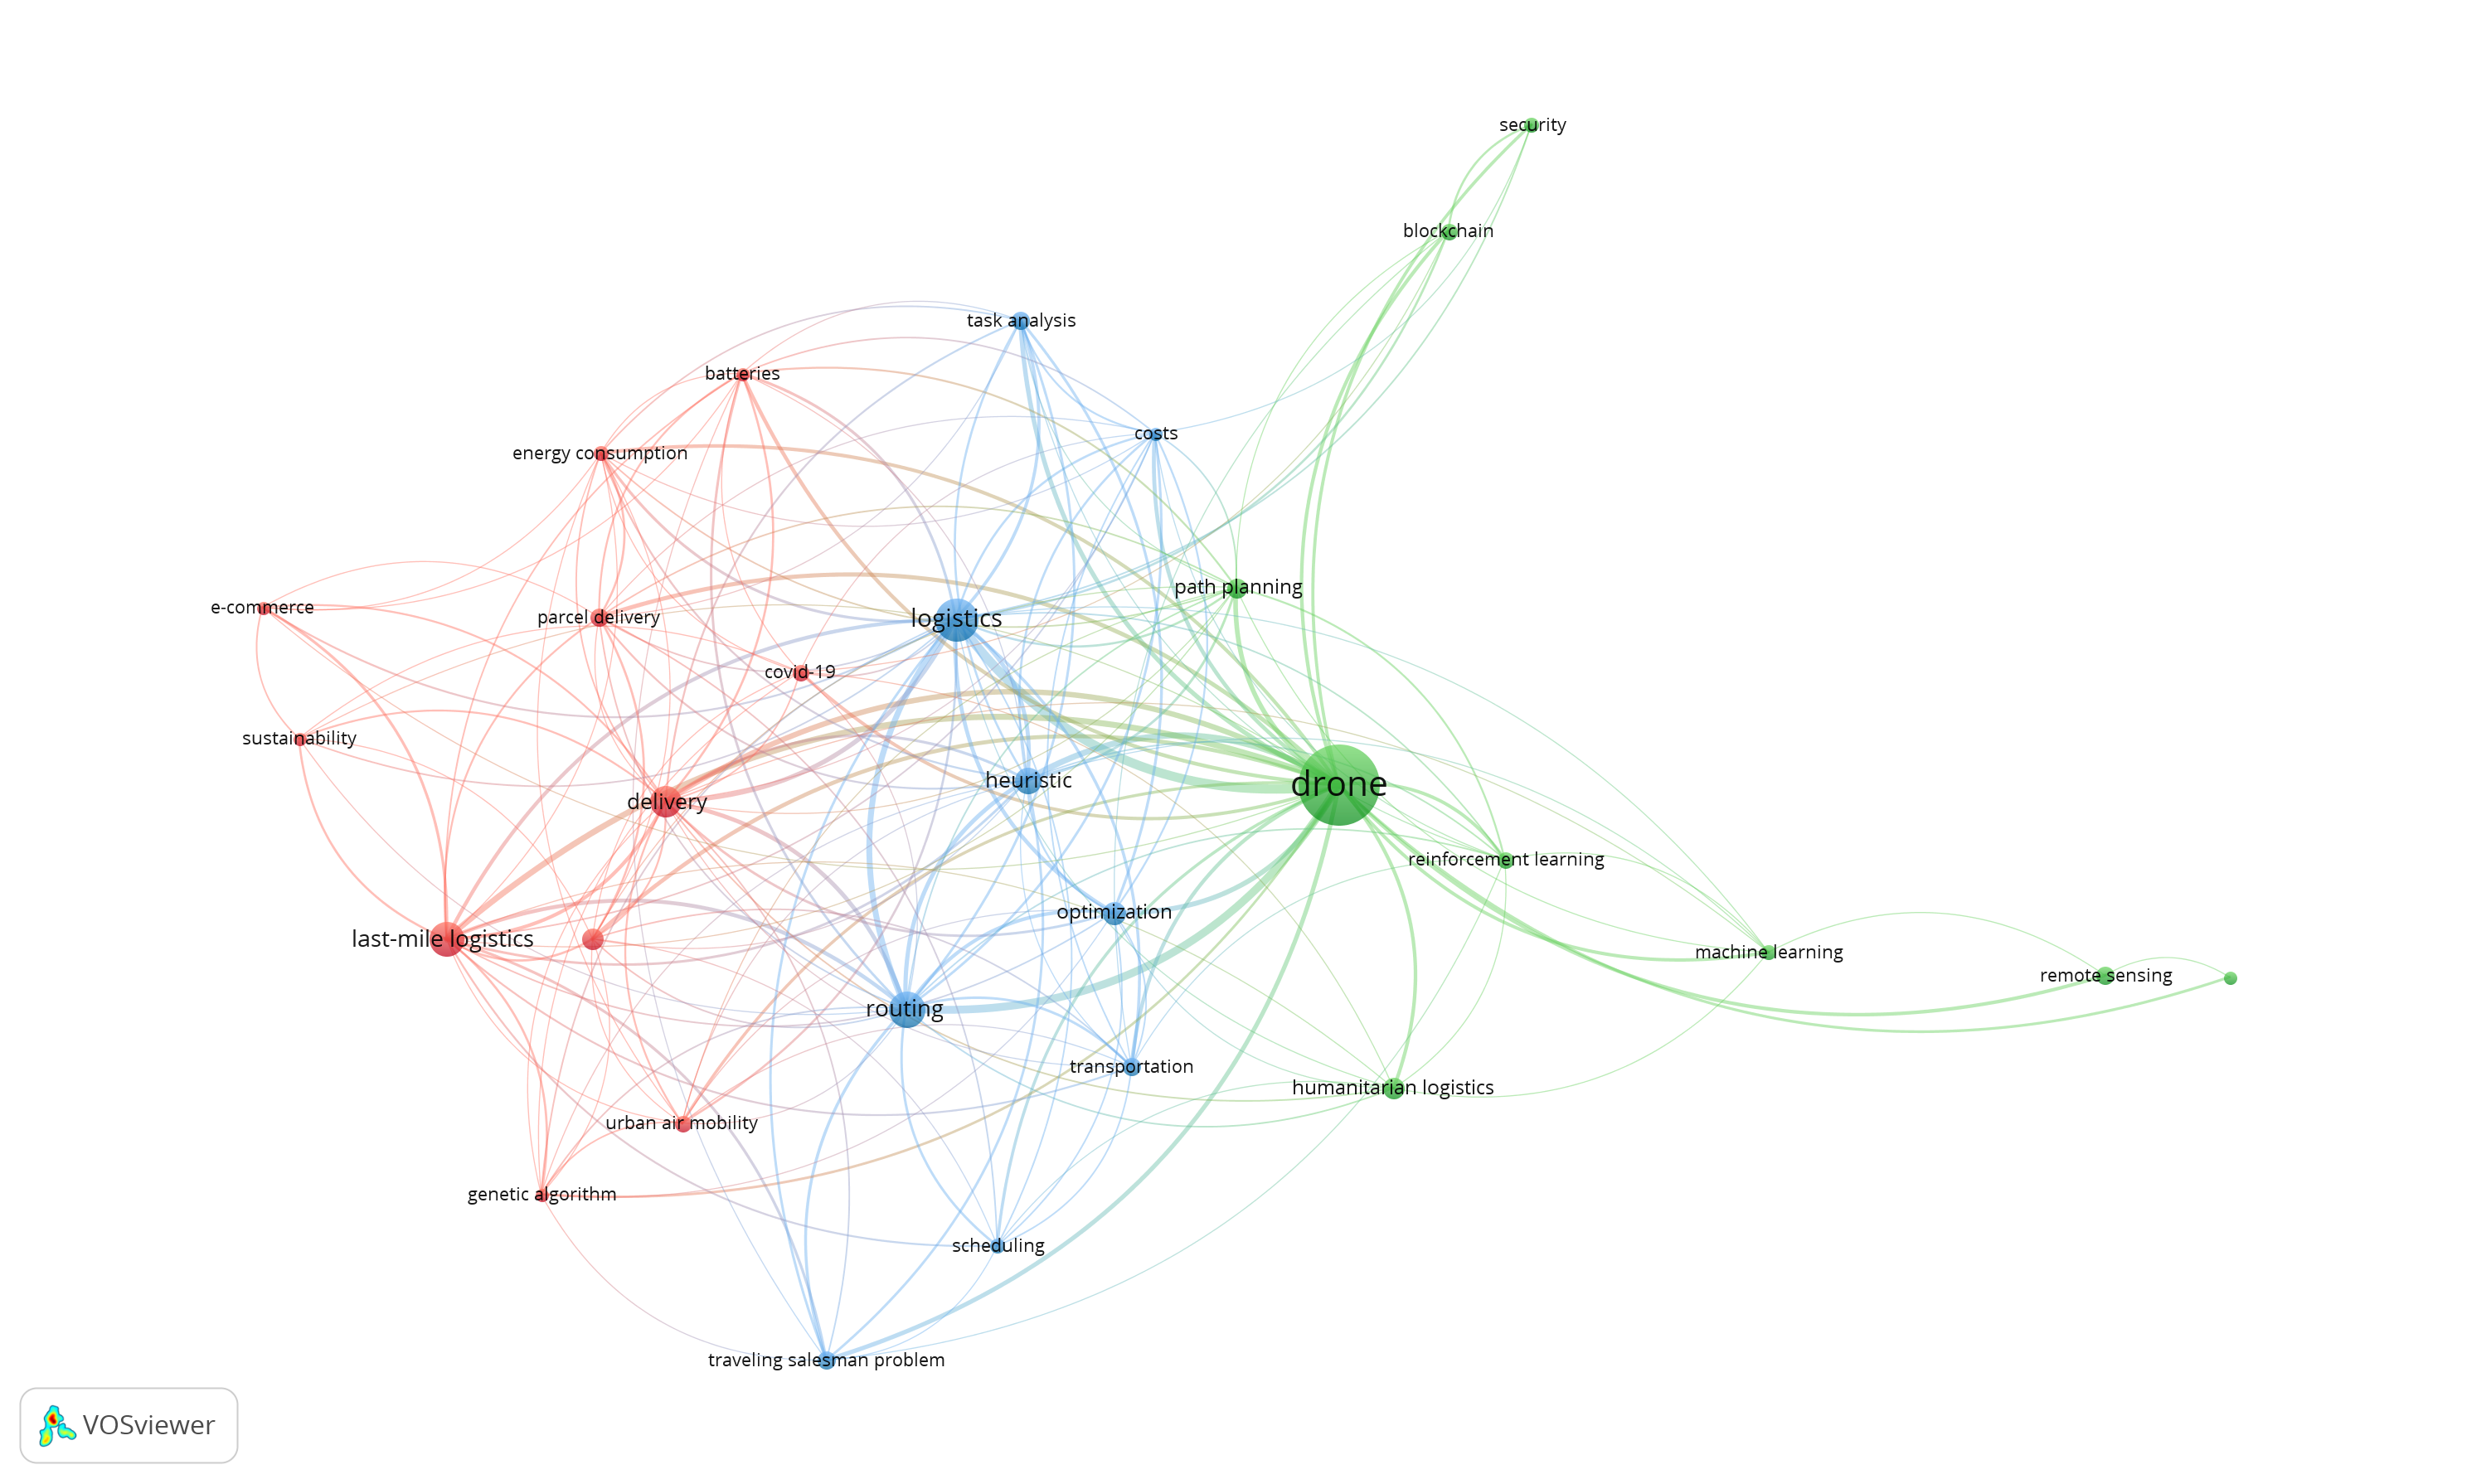 security
blockchain
task analysis
batteries
costs
energy consumption
path planning
e-commerce
parcel delivery
logistics
covid-19
sustainability
heuristic
drone
delivery
reinforcement learning
optimization
last-mile logistics
machine learning
remote sensing
routing
transportation
humanitarian logistics
urban air mobility
genetic algorithm
scheduling
traveling salesman problem
VOSviewer